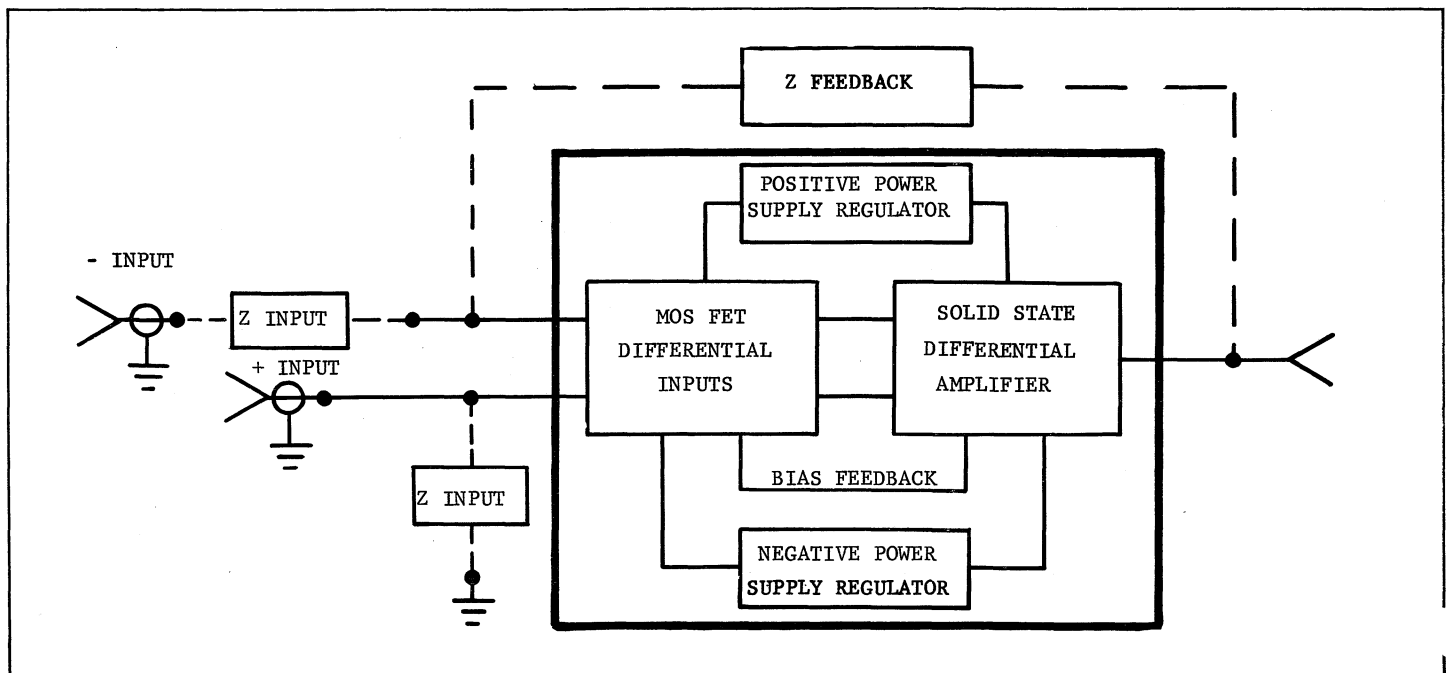 Z FEEDBACK
POSITIVE POWER
SUPPLY REGULATOR
- INPUT
Z INPUT
+ INPUT
MOS FET
DIFFERENTIAL
INPUTS
SOLID STATE
DIFFERENTIAL
AMPLIFIER
Z INPUT
BIAS FEEDBACK
NEGATIVE POWER
SUPPLY REGULATOR